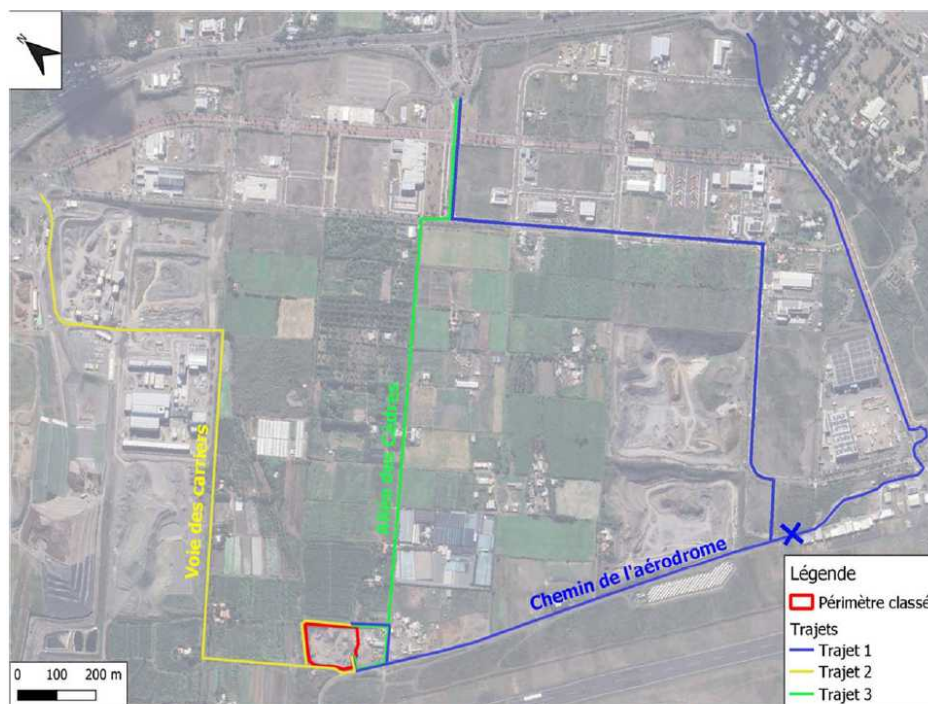 N
Voie des carriers
Allée des Cèdres
Chemin de l'aérodrome
Légende
Périmètre classé
Trajets
Trajet 1
Trajet 2
Trajet 3
0 100 200 m